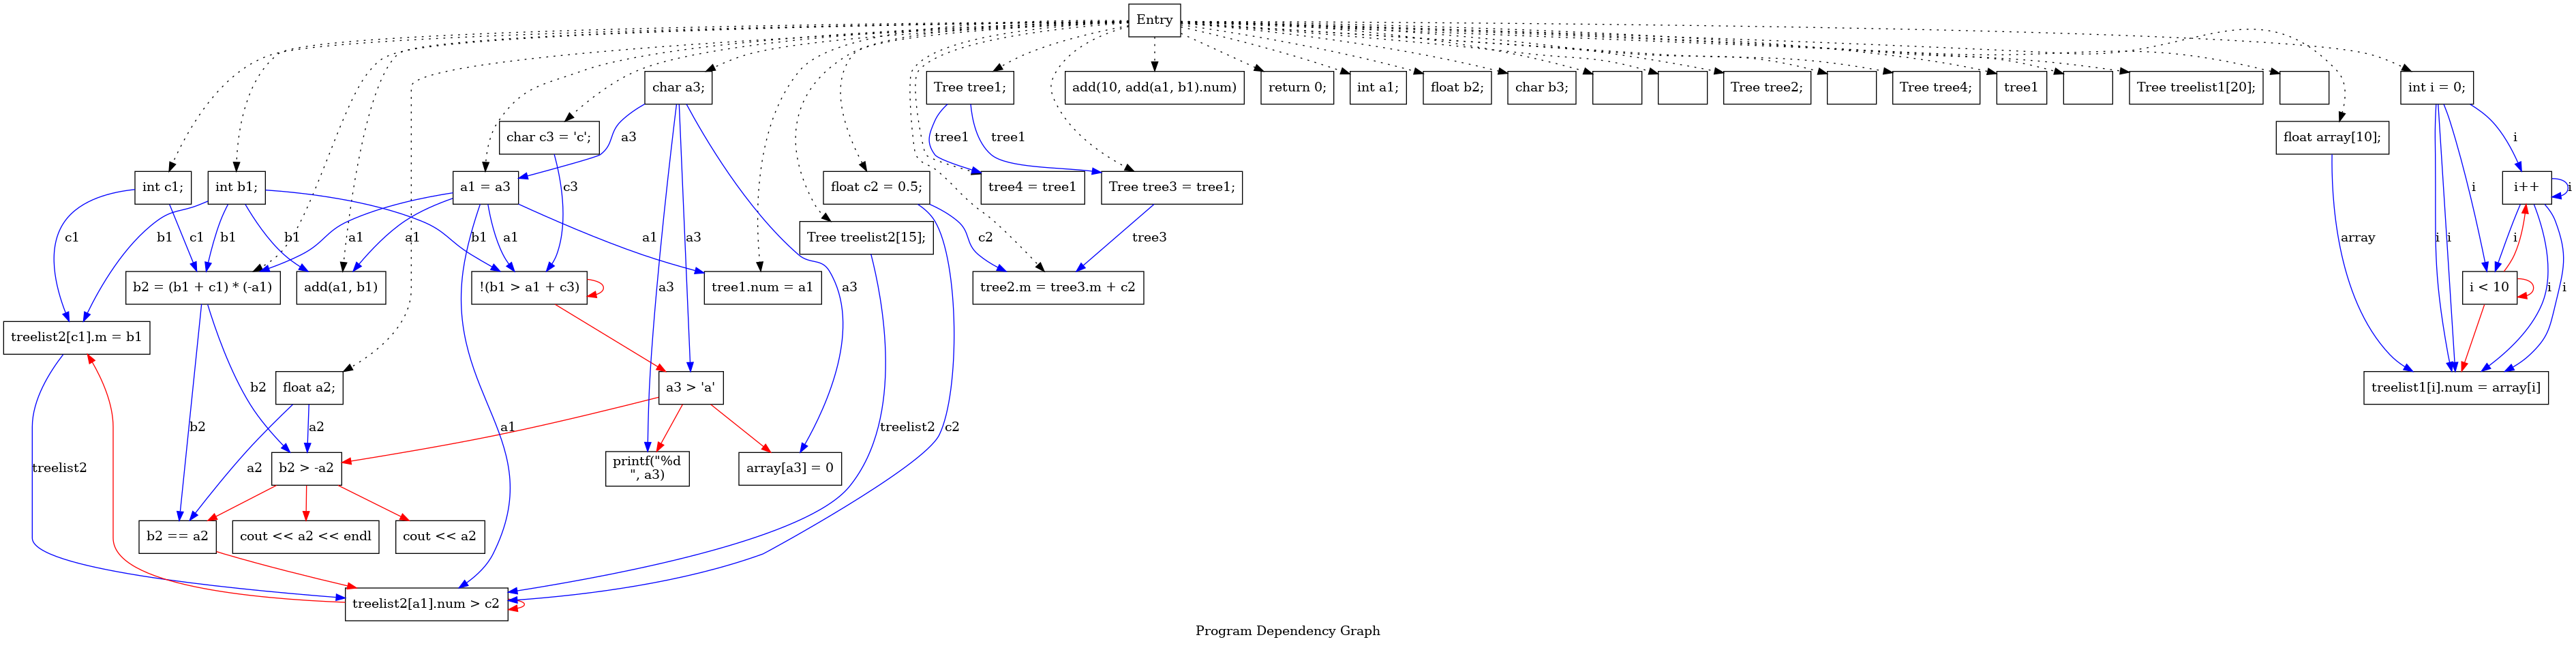 Entry
char a3;
Tree tree1;
add(10, add(a1, b1).num)
return 0;
int a1;
float b2;
char b3;
Tree tree2;
Tree tree4;
tree1
Tree treelist1[20];
int i = 0;
char c3 = 'c';
a3
tree1
tree1
i
float array[10];
int c1;
int b1;
a1 = a3
c3
float c2 = 0.5;
tree4 = tree1
Tree tree3 = tree1;
i
i++
i
c1
b1
c1
b1
b1
a1
a1
b1
a1
a1
a3
Tree treelist2[15];
c2
tree3
array
i
i
i
b2 = (b1 + c1) * (-a1)
add(a1, b1)
!(b1 > a1 + c3)
a3
tree1.num = a1
a3
tree2.m = tree3.m + c2
i < 10
i
i
treelist2[c1].m = b1
float a2;
b2
a3 > 'a'
treelist1[i].num = array[i]
b2
a2
a1
treelist2
c2
treelist2
a2
b2 > -a2
printf("%d
", a3)
array[a3] = 0
b2 == a2
cout << a2 << endl
cout << a2
treelist2[a1].num > c2
Program Dependency Graph